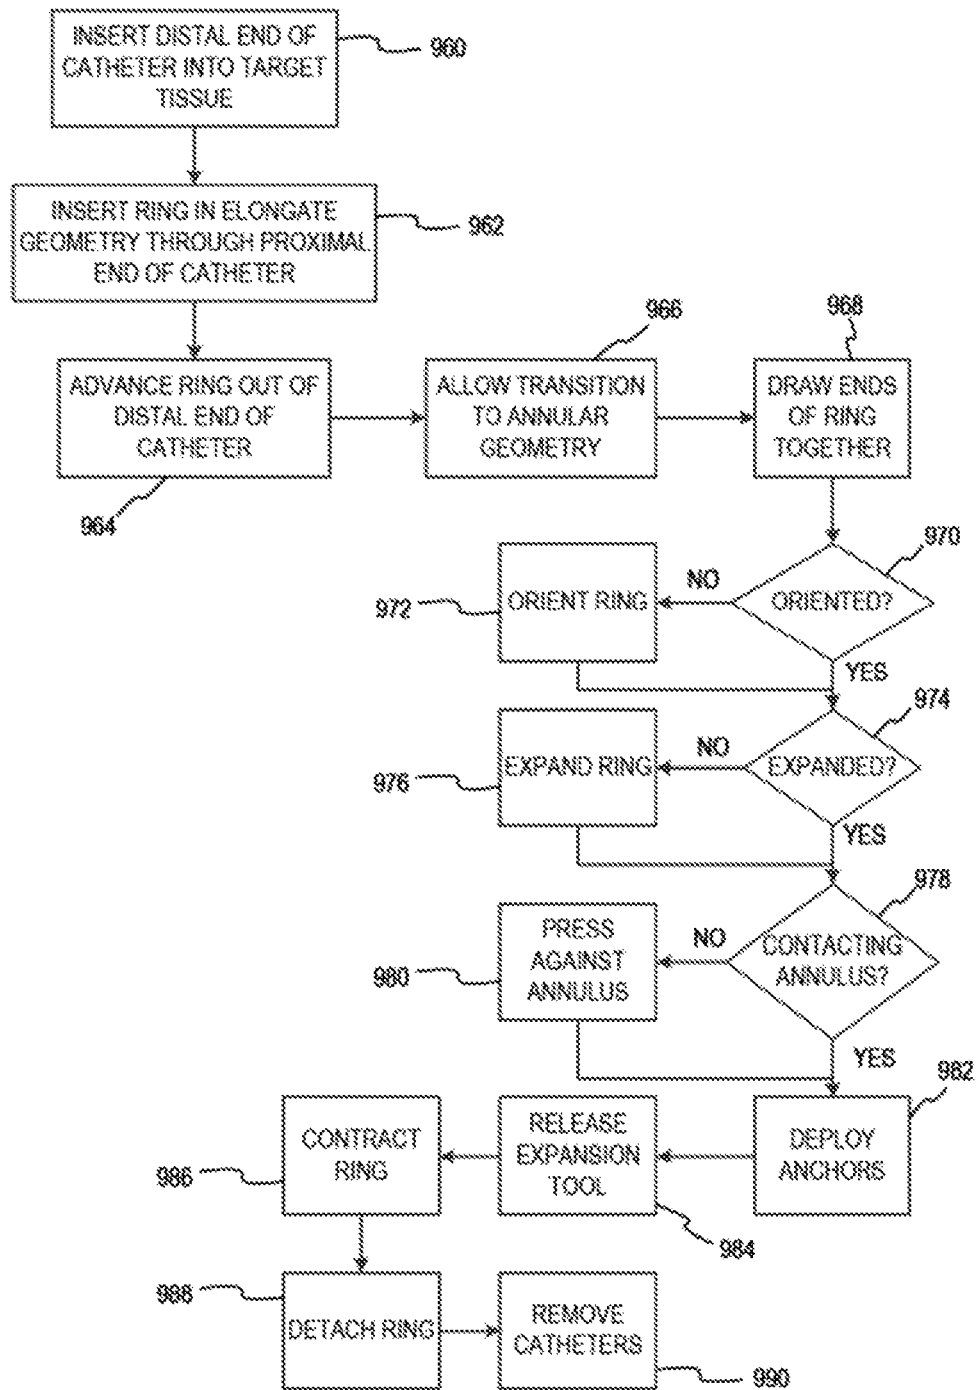 INSERT DISTAL END OF
CATHETER INTO TARGET
TISSUE
960
INSERT RING IN ELONGATE
GEOMETRY THROUGH PROXIMAL
END OF CATHETER
962
ADVANCE RING OUT OF
DISTAL END OF
CATHETER
964
ALLOW TRANSITION
TO ANNULAR
GEOMETRY
966
DRAW ENDS
OF RING
TOGETHER
968
ORIENTED?
970
NO
YES
ORIENT RING
972
EXPANDED?
974
NO
YES
EXPAND RING
976
CONTACTING
ANNULUS?
978
NO
YES
PRESS
AGAINST
ANNULUS
980
DEPLOY
ANCHORS
982
RELEASE
EXPANSION
TOOL
984
CONTRACT
RING
986
DETACH RING
988
REMOVE
CATHETERS
990